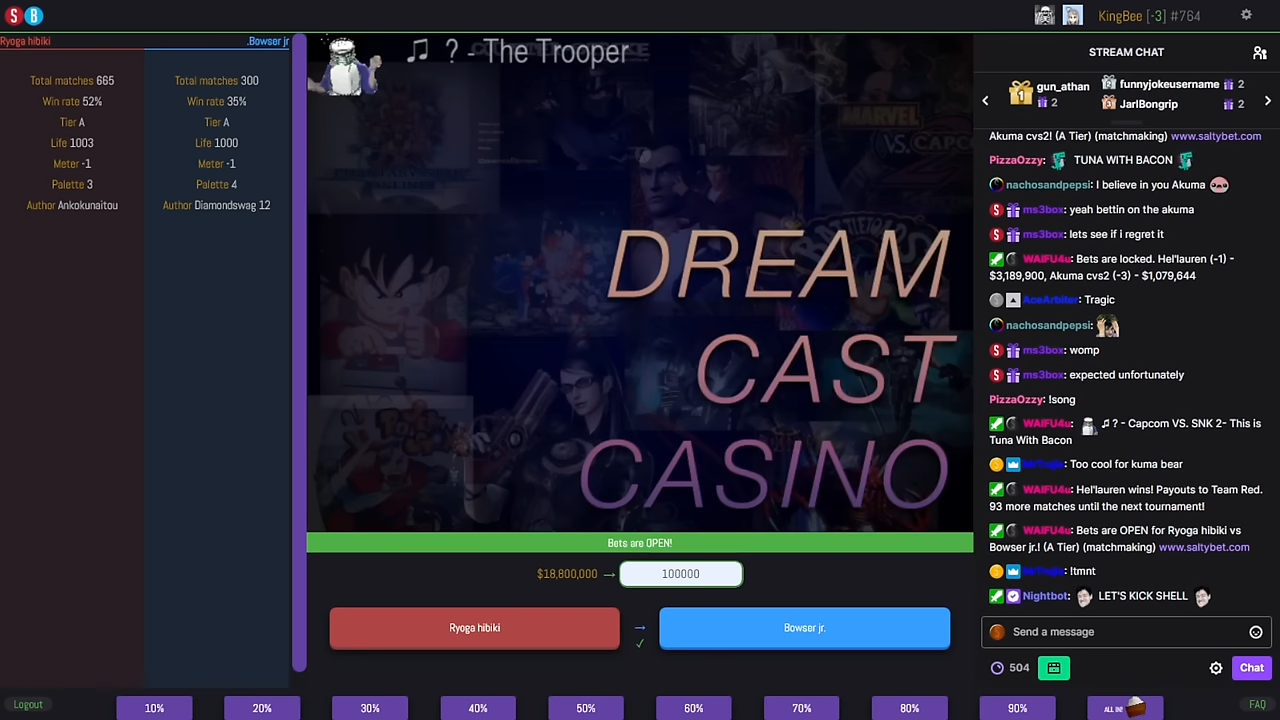 S B
KingBee [-3] #764
Ryoga hibiki
.Bowser jr
Total matches 665
Win rate 52%
Tier A
Life 1003
Meter -1
Palette 3
Author Ankokunaitou
Total matches 300
Win rate 35%
Tier A
Life 1000
Meter -1
Palette 4
Author Diamondswag 12
♫ ? - The Trooper
MARVEL
VS. CAPCO
DREAM
CAST
CASINO
Bets are OPEN!
$18,800,000 → 100000
Ryoga hibiki
→
Bowser jr.
✓
STREAM CHAT
gun_athan
2
funnyjokeusername 2
JarlBongrip 2
Akuma cvs2! (A Tier) (matchmaking) www.saltybet.com
PizzaOzzy: TUNA WITH BACON
nachosandpepsi: I believe in you Akuma
ms3box: yeah bettin on the akuma
ms3box: lets see if i regret it
WAIFU4u: Bets are locked. Hel'lauren (-1) -
$3,189,900, Akuma cvs2 (-3) - $1,079,644
AceArbiter: Tragic
nachosandpepsi:
ms3box: womp
ms3box: expected unfortunately
PizzaOzzy: !song
WAIFU4u: ♫ ? - Capcom VS. SNK 2- This is
Tuna With Bacon
: Too cool for kuma bear
WAIFU4u: Hel'lauren wins! Payouts to Team Red.
93 more matches until the next tournament!
WAIFU4u: Bets are OPEN for Ryoga hibiki vs
Bowser jr.! (A Tier) (matchmaking) www.saltybet.com
: !tmnt
Nightbot: LET'S KICK SHELL
Send a message
504
Chat
Logout
10%
20%
30%
40%
50%
60%
70%
80%
90%
ALL IN!
FAQ